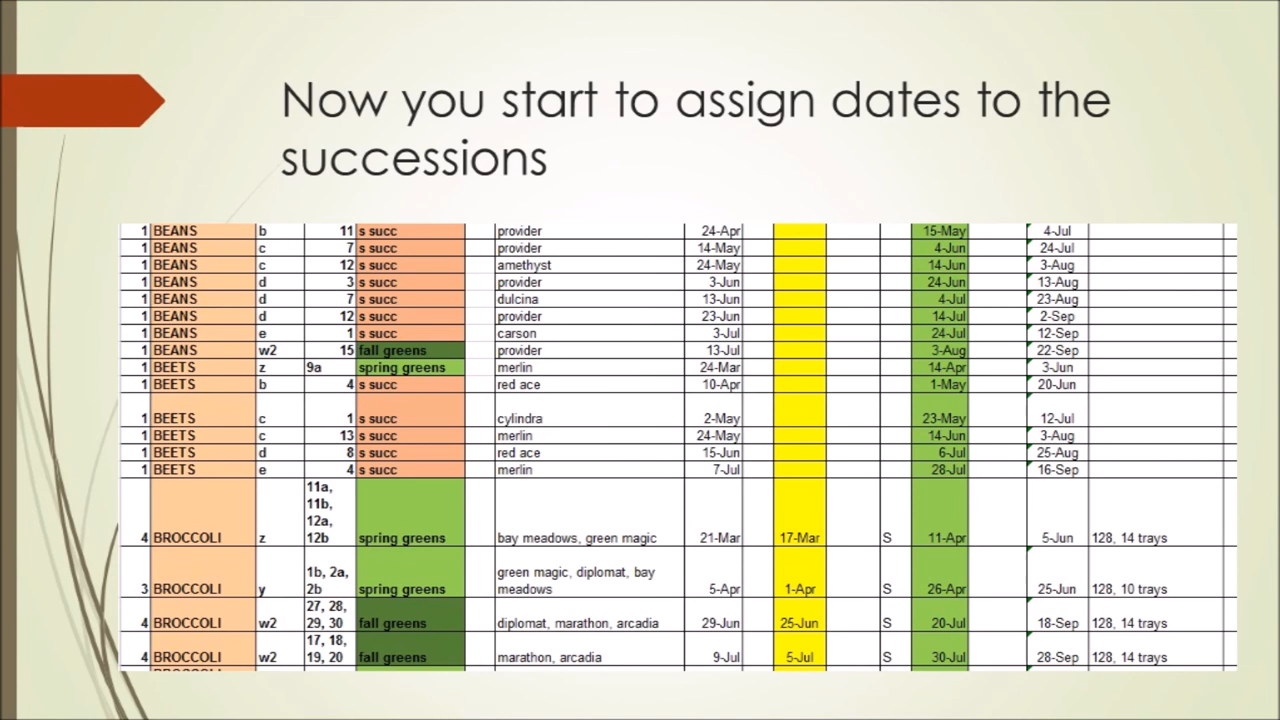 Now you start to assign dates to the
successions
1 BEANS b 11 s succ provider 24-Apr 15-May 4-Jul
1 BEANS c 7 s succ provider 14-May 4-Jun 24-Jul
1 BEANS c 12 s succ amethyst 24-May 14-Jun 3-Aug
1 BEANS d 3 s succ provider 3-Jun 24-Jun 13-Aug
1 BEANS d 7 s succ dulcina 13-Jun 4-Jul 23-Aug
1 BEANS d 12 s succ provider 23-Jun 14-Jul 2-Sep
1 BEANS e 1 s succ carson 3-Jul 24-Jul 12-Sep
1 BEANS w2 15 fall greens provider 13-Jul 3-Aug 22-Sep
1 BEETS z 9a spring greens merlin 24-Mar 14-Apr 3-Jun
1 BEETS b 4 s succ red ace 10-Apr 1-May 20-Jun
1 BEETS c 1 s succ cylindra 2-May 23-May 12-Jul
1 BEETS c 13 s succ merlin 24-May 14-Jun 3-Aug
1 BEETS d 8 s succ red ace 15-Jun 6-Jul 25-Aug
1 BEETS e 4 s succ merlin 7-Jul 28-Jul 16-Sep
11a,
11b,
12a,
4 BROCCOLI z 12b spring greens bay meadows, green magic 21-Mar 17-Mar S 11-Apr 5-Jun 128, 14 trays
1b, 2a, green magic, diplomat, bay
3 BROCCOLI y 2b spring greens meadows 5-Apr 1-Apr S 26-Apr 25-Jun 128, 10 trays
27, 28,
4 BROCCOLI w2 29, 30 fall greens diplomat, marathon, arcadia 29-Jun 25-Jun S 20-Jul 18-Sep 128, 14 trays
17, 18,
4 BROCCOLI w2 19, 20 fall greens marathon, arcadia 9-Jul 5-Jul S 30-Jul 28-Sep 128, 14 trays